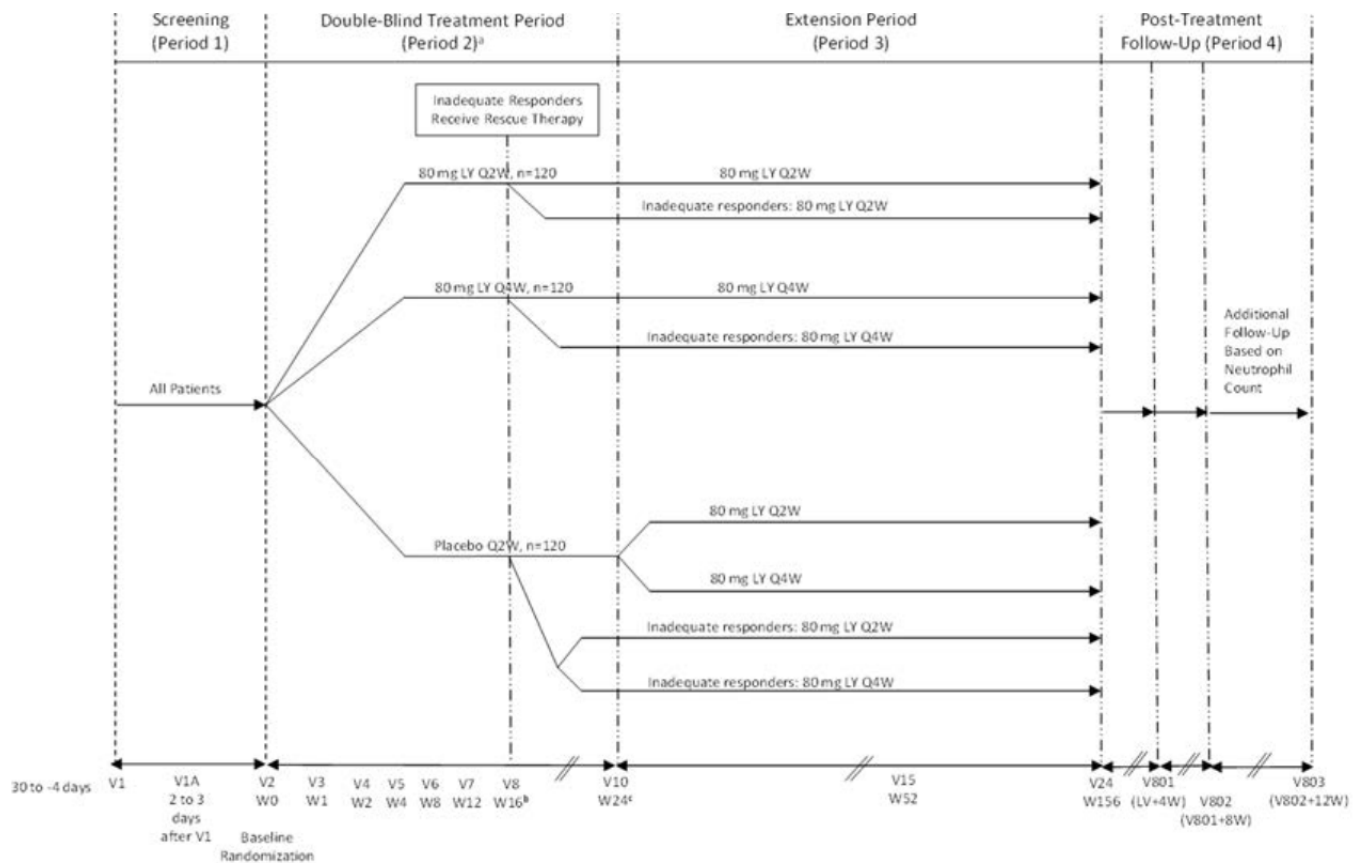 Screening
(Period 1)
Double-Blind Treatment Period
(Period 2)ᵃ
Extension Period
(Period 3)
Post-Treatment
Follow-Up (Period 4)
Inadequate Responders
Receive Rescue Therapy
80 mg LY Q2W, n=120
80 mg LY Q2W
Inadequate responders: 80 mg LY Q2W
80 mg LY Q4W, n=120
80 mg LY Q4W
Inadequate responders: 80 mg LY Q4W
Additional
Follow-Up
Based on
Neutrophil
Count
All Patients
80 mg LY Q2W
Placebo Q2W, n=120
80 mg LY Q4W
Inadequate responders: 80 mg LY Q2W
Inadequate responders: 80 mg LY Q4W
30 to -4 days
V1
V1A
2 to 3
days
after V1
V2
W0
Baseline
Randomization
V3
W1
V4
W2
V5
W4
V6
W8
V7
W12
V8
W16ᵇ
V10
W24ᶜ
V15
W52
V24
W156
V801
(LV+4W)
V802
(V801+8W)
V803
(V802+12W)